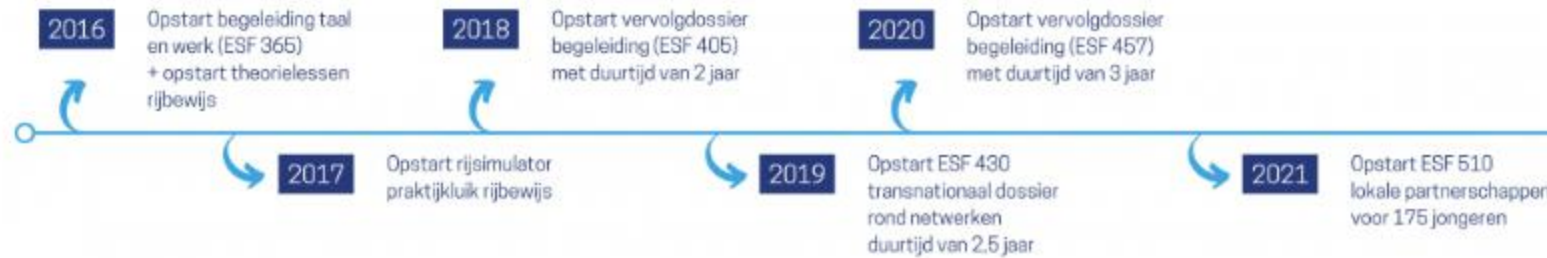 2016
Opstart begeleiding taal
en werk (ESF 365)
+ opstart theorielessen
rijbewijs
2017
Opstart rijsimulator
praktijkluik rijbewijs
2018
Opstart vervolgdossier
begeleiding (ESF 405)
met duurtijd van 2 jaar
2019
Opstart ESF 430
transnationaal dossier
rond netwerken
duurtijd van 2,5 jaar
2020
Opstart vervolgdossier
begeleiding (ESF 457)
met duurtijd van 3 jaar
2021
Opstart ESF 510
lokale partnerschappen
voor 175 jongeren